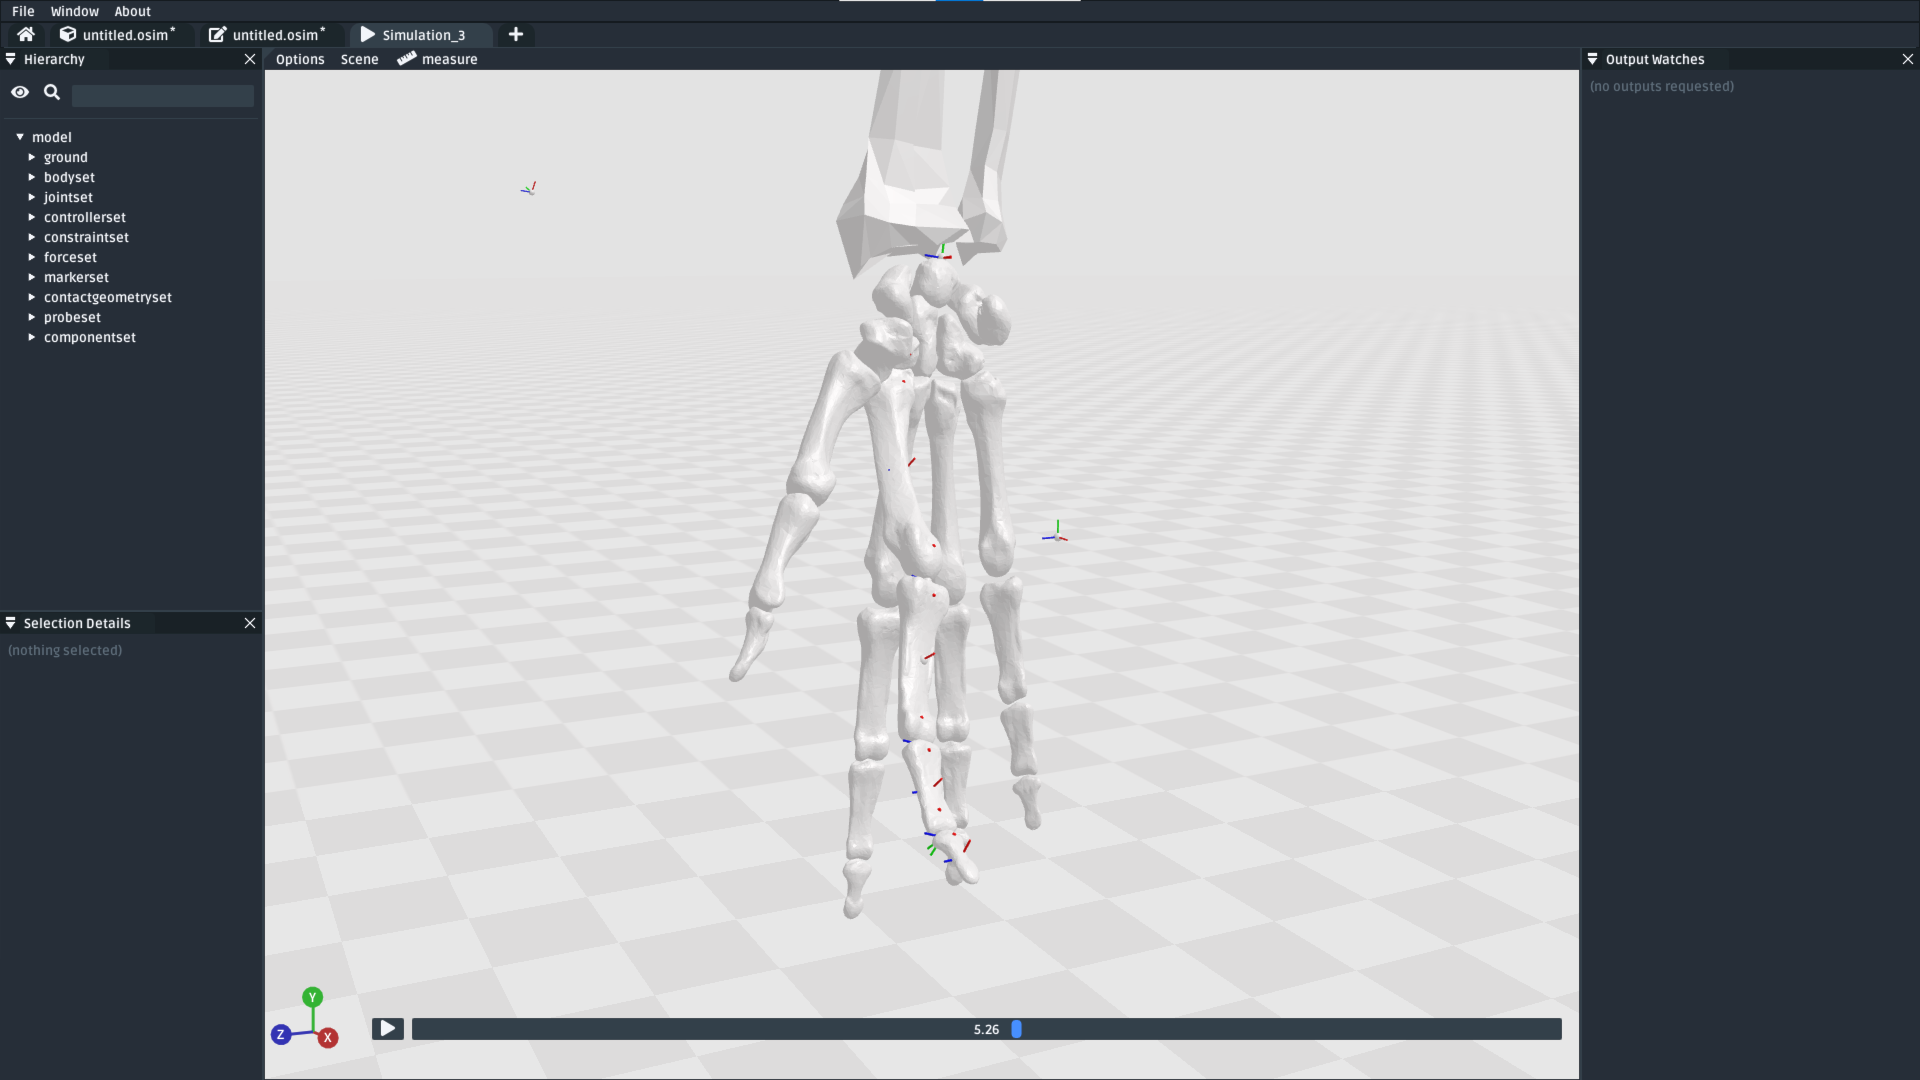 File Window About
untitled.osim* untitled.osim* Simulation_3
Hierarchy
Options Scene measure
Output Watches
(no outputs requested)
model
ground
bodyset
jointset
controllerset
constraintset
forceset
markerset
contactgeometryset
probeset
componentset
Selection Details
(nothing selected)
Y
Z X
5.26